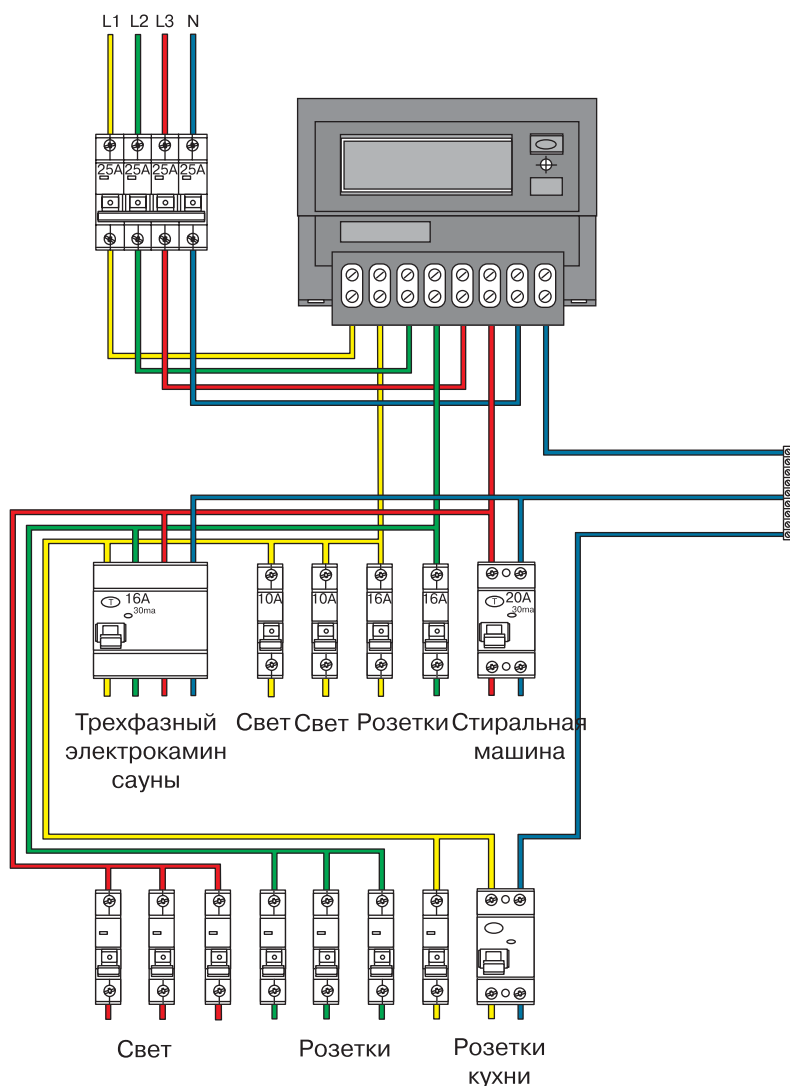 L1 L2 L3 N
25A 25A 25A 25A
T 16A
30ma
10A 10A 16A 16A
T 20A
30ma
Трехфазный
электрокамин
сауны
Свет Свет Розетки Стиральная
машина
Свет
Розетки
Розетки
кухни